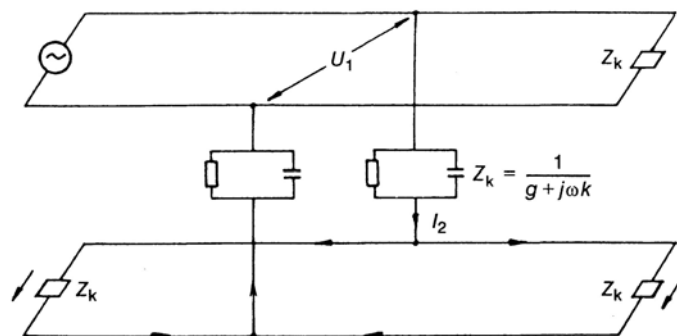 U₁
Zₖ
Zₖ = 1 / (g + jωk)
I₂
Zₖ
Zₖ